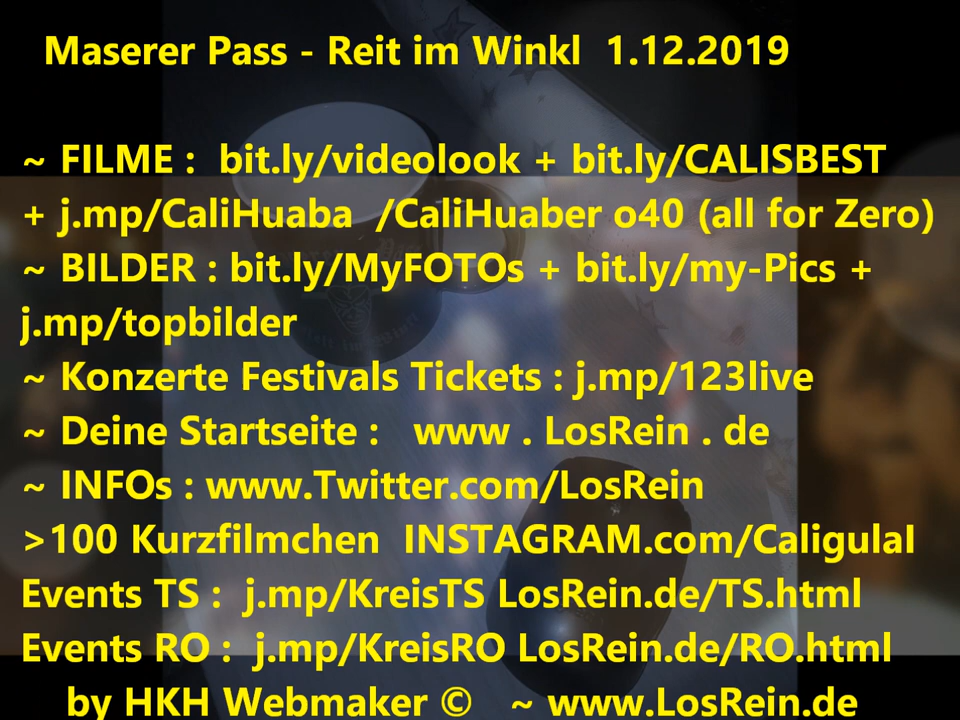 Maserer Pass - Reit im Winkl 1.12.2019
~ FILME : bit.ly/videolook + bit.ly/CALISBEST
+ j.mp/CaliHuaba /CaliHuaber o40 (all for Zero)
~ BILDER : bit.ly/MyFOTOs + bit.ly/my-Pics +
j.mp/topbilder
~ Konzerte Festivals Tickets : j.mp/123live
~ Deine Startseite : www . LosRein . de
~ INFOs : www.Twitter.com/LosRein
>100 Kurzfilmchen INSTAGRAM.com/CaligulaI
Events TS : j.mp/KreisTS LosRein.de/TS.html
Events RO : j.mp/KreisRO LosRein.de/RO.html
by HKH Webmaker © ~ www.LosRein.de